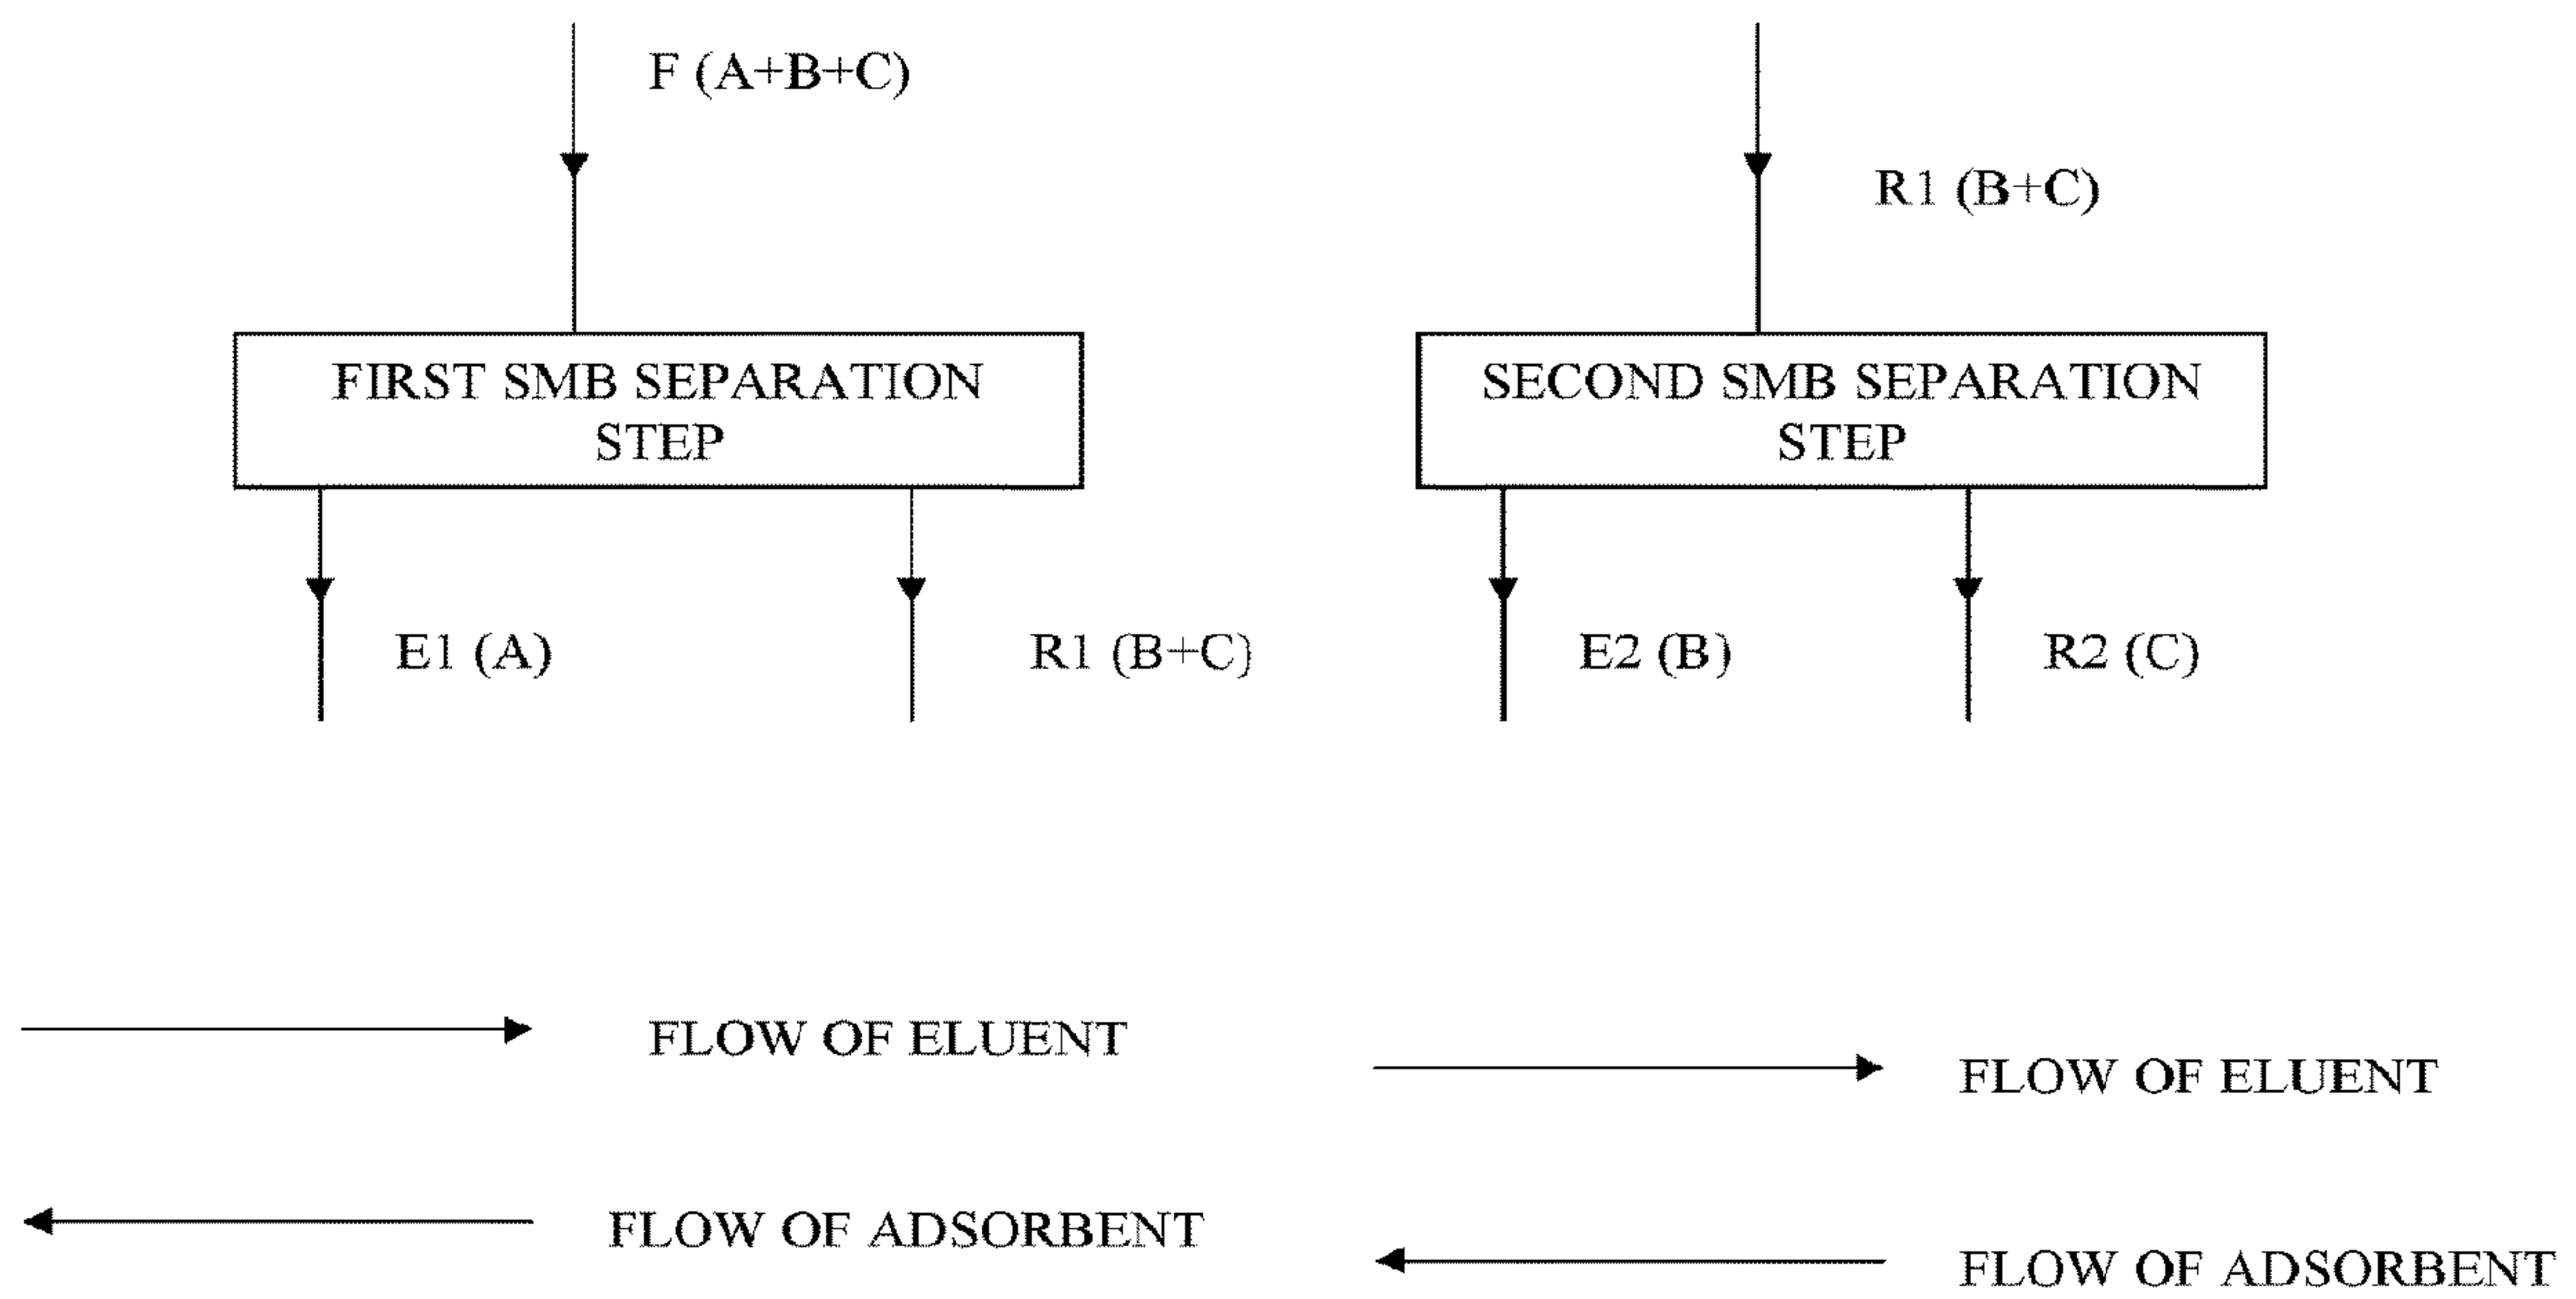 F (A+B+C)
R1 (B+C)
FIRST SMB SEPARATION
STEP
SECOND SMB SEPARATION
STEP
E1 (A)
R1 (B+C)
E2 (B)
R2 (C)
FLOW OF ELUENT
FLOW OF ELUENT
FLOW OF ADSORBENT
FLOW OF ADSORBENT